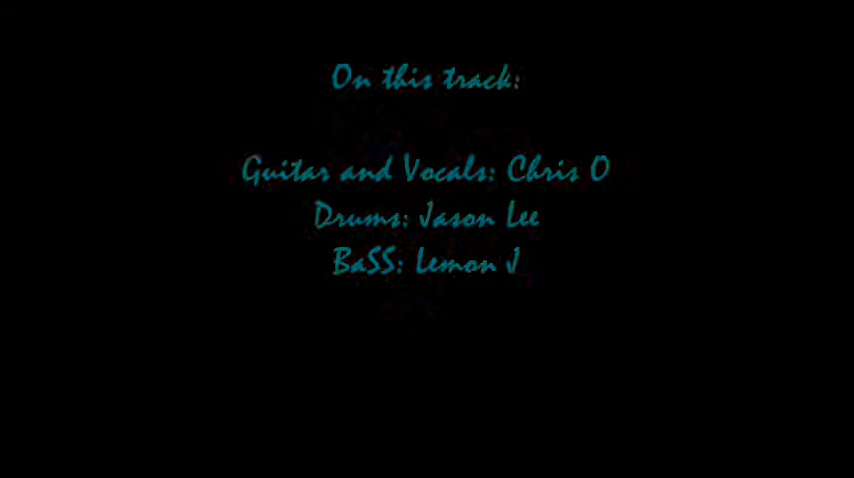 On this track:
Guitar and Vocals: Chris O
Drums: Jason Lee
BaSS: Lemon J